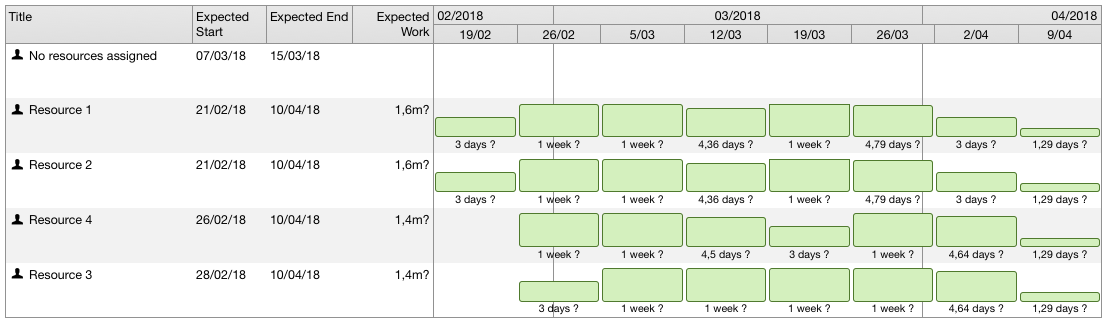 Title Expected Start Expected End Expected Work 02/2018 03/2018 04/2018
19/02 26/02 5/03 12/03 19/03 26/03 2/04 9/04
No resources assigned 07/03/18 15/03/18
Resource 1 21/02/18 10/04/18 1,6m?
3 days ? 1 week ? 1 week ? 4,36 days ? 1 week ? 4,79 days ? 3 days ? 1,29 days ?
Resource 2 21/02/18 10/04/18 1,6m?
3 days ? 1 week ? 1 week ? 4,36 days ? 1 week ? 4,79 days ? 3 days ? 1,29 days ?
Resource 4 26/02/18 10/04/18 1,4m?
1 week ? 1 week ? 4,5 days ? 3 days ? 1 week ? 4,64 days ? 1,29 days ?
Resource 3 28/02/18 10/04/18 1,4m?
3 days ? 1 week ? 1 week ? 1 week ? 1 week ? 4,64 days ? 1,29 days ?